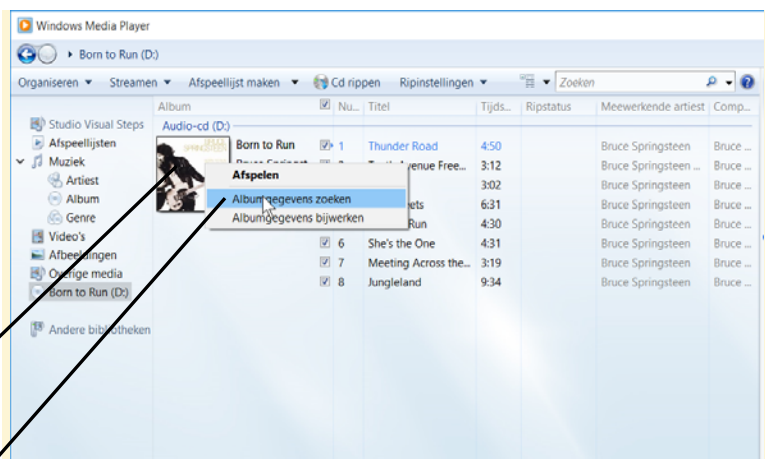 Windows Media Player
Born to Run (D:)
Organiseren Streamen Afspeellijst maken Cd rippen Ripinstellingen Zoeken
Album Nu... Titel Tijds... Ripstatus Meewerkende artiest Comp...
Studio Visual Steps
Afspeellijsten
Muziek
Artiest
Album
Genre
Video's
Afbeeldingen
Overige media
Born to Run (D:)
Andere bibliotheken
Audio-cd (D:)
Born to Run 1 Thunder Road 4:50 Bruce Springsteen Bruce ...
enue Free... 3:12 Bruce Springsteen ... Bruce ...
3:02 Bruce Springsteen Bruce ...
ets 6:31 Bruce Springsteen Bruce ...
Run 4:30 Bruce Springsteen Bruce ...
6 She's the One 4:31 Bruce Springsteen Bruce ...
7 Meeting Across the... 3:19 Bruce Springsteen Bruce ...
8 Jungleland 9:34 Bruce Springsteen Bruce ...
Afspelen
Albumgegevens zoeken
Albumgegevens bijwerken